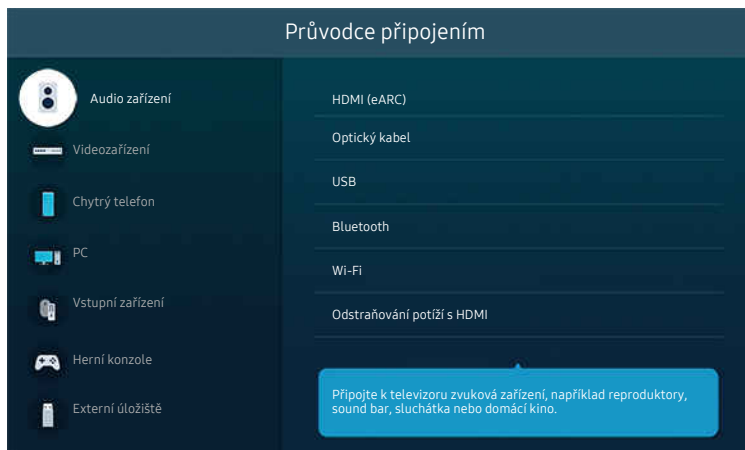 Průvodce připojením
Audio zařízení
Videozařízení
Chytrý telefon
PC
Vstupní zařízení
Herní konzole
Externí úložiště
HDMI (eARC)
Optický kabel
USB
Bluetooth
Wi-Fi
Odstraňování potíží s HDMI
Připojte k televizoru zvuková zařízení, například reproduktory,
sound bar, sluchátka nebo domácí kino.